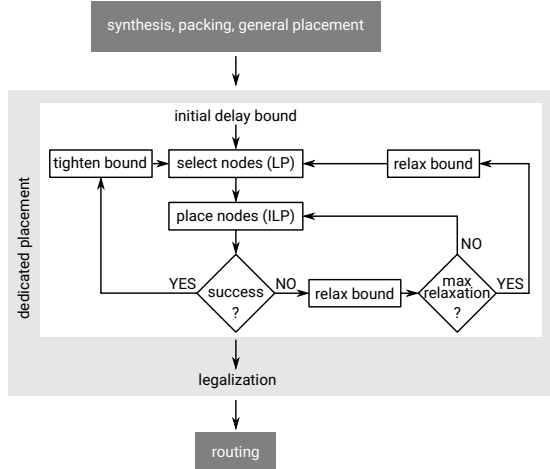 synthesis, packing, general placement
initial delay bound
tighten bound
select nodes (LP)
relax bound
place nodes (ILP)
dedicated placement
NO
YES
success
?
NO
relax bound
max
relaxation
?
YES
legalization
routing